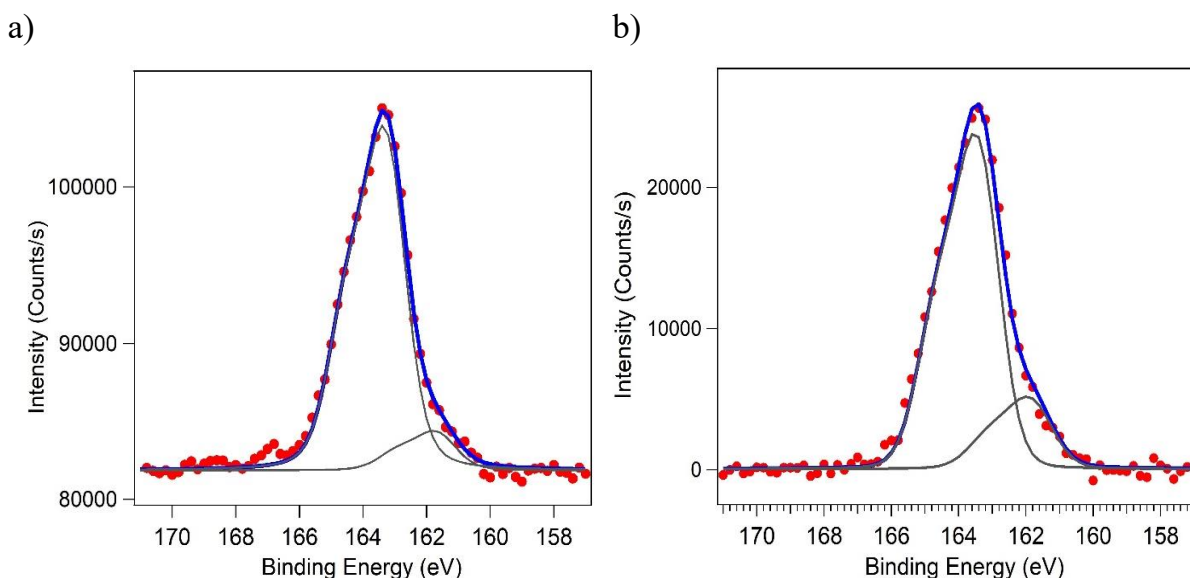 a)
b)
100000
90000
80000
Intensity (Counts/s)
170 168 166 164 162 160 158
Binding Energy (eV)
20000
10000
0
Intensity (Counts/s)
170 168 166 164 162 160 158
Binding Energy (eV)